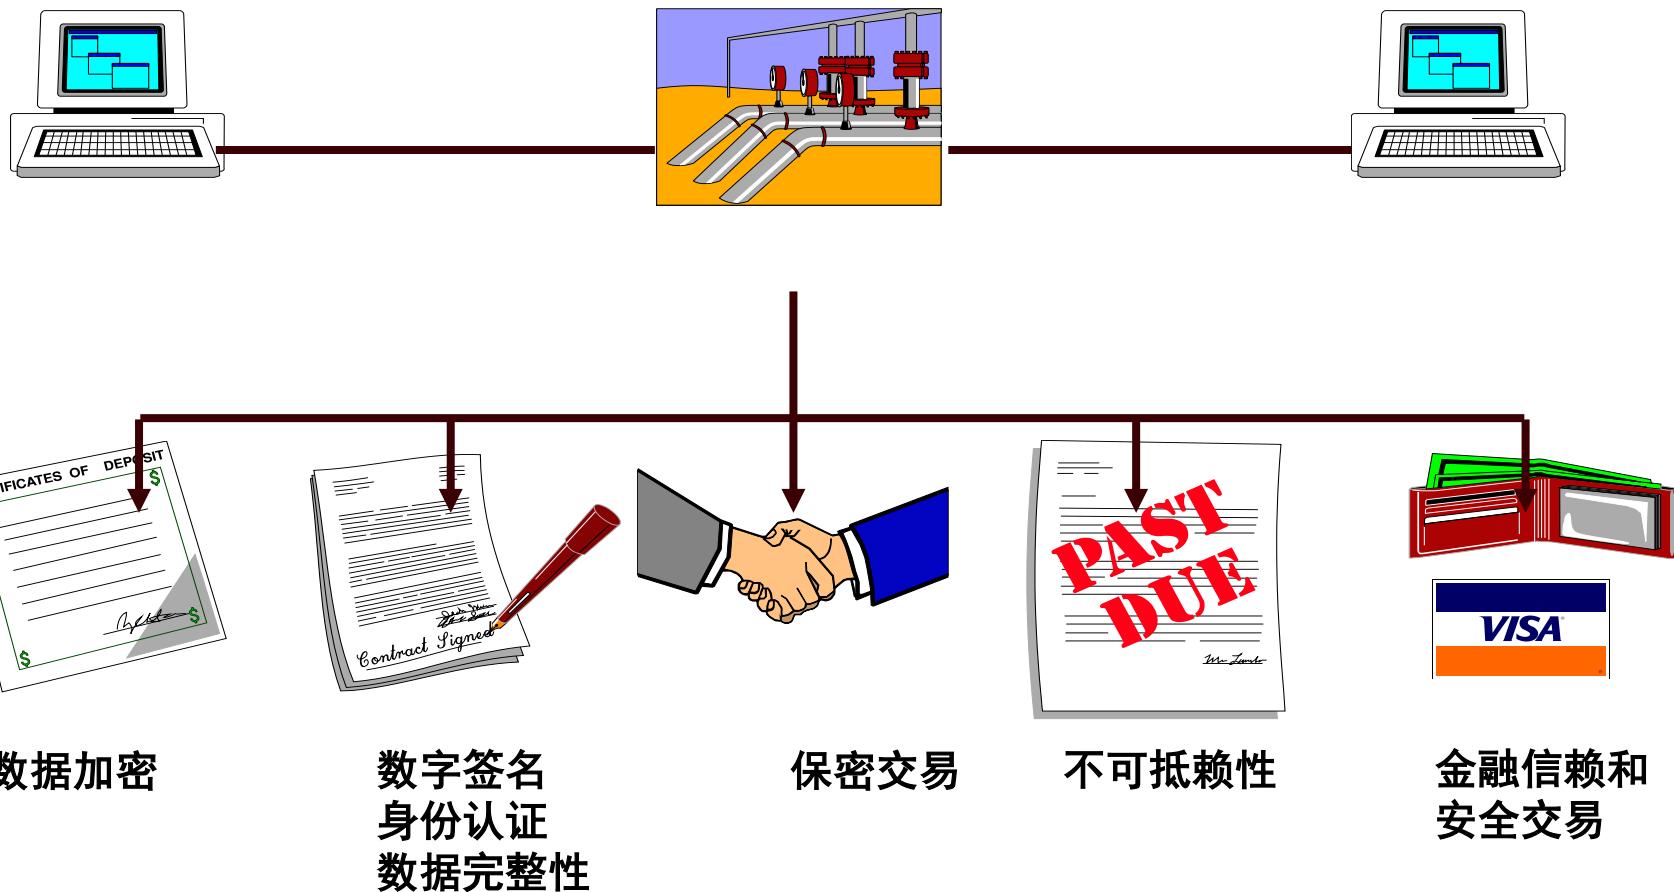 IFICATES OF DEPOSIT
$
$
$
Contract Signed
PAST
DUE
VISA
数据加密
数字签名
身份认证
数据完整性
保密交易
不可抵赖性
金融信赖和
安全交易